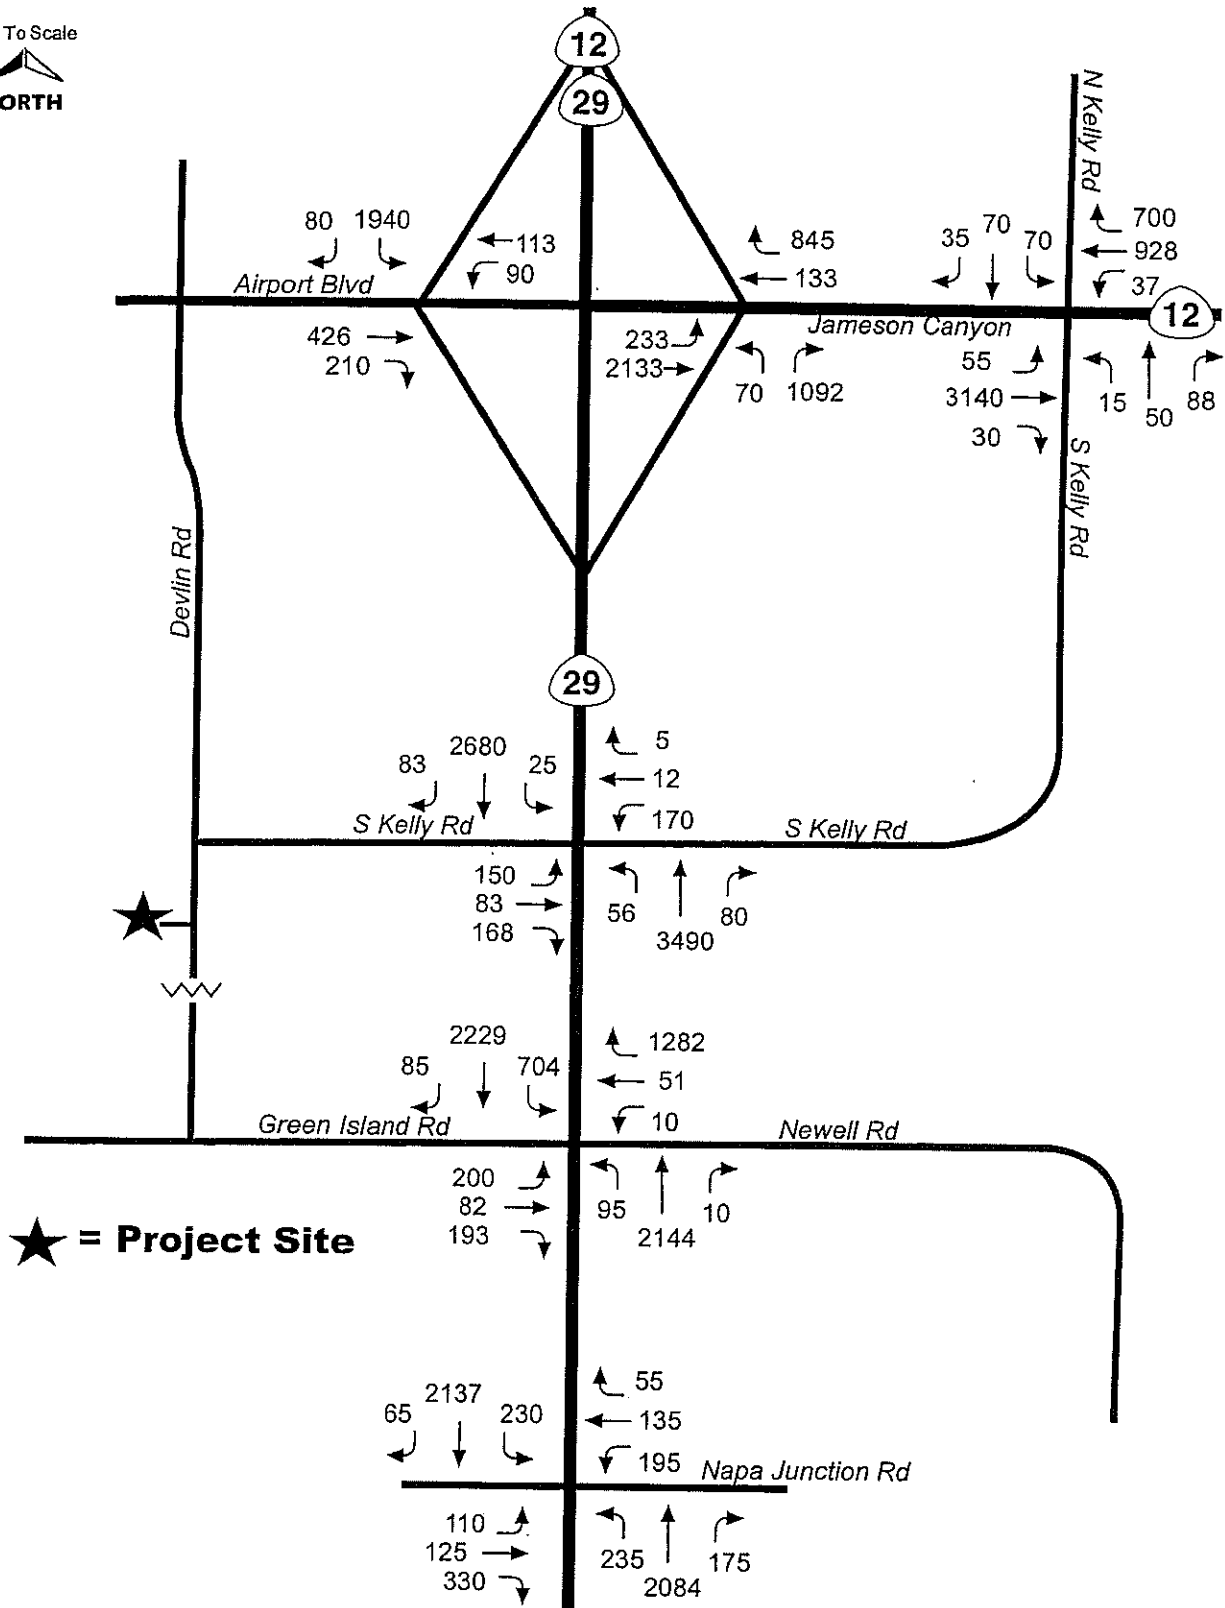 To Scale
ORTH
12
29
N Kelly Rd
80 1940
113
90
845
133
35 70 70
700
928
37
Airport Blvd
Jameson Canyon
12
426
210
233
2133
70 1092
55
3140
30
15 50 88
S Kelly Rd
Devlin Rd
29
83 2680 25
5
12
170
S Kelly Rd
S Kelly Rd
150
83
168
56 3490 80
85 2229 704
1282
51
10
Green Island Rd
Newell Rd
200
82
193
95 2144 10
= Project Site
65 2137 230
55
135
195
Napa Junction Rd
110
125
330
235 2084 175